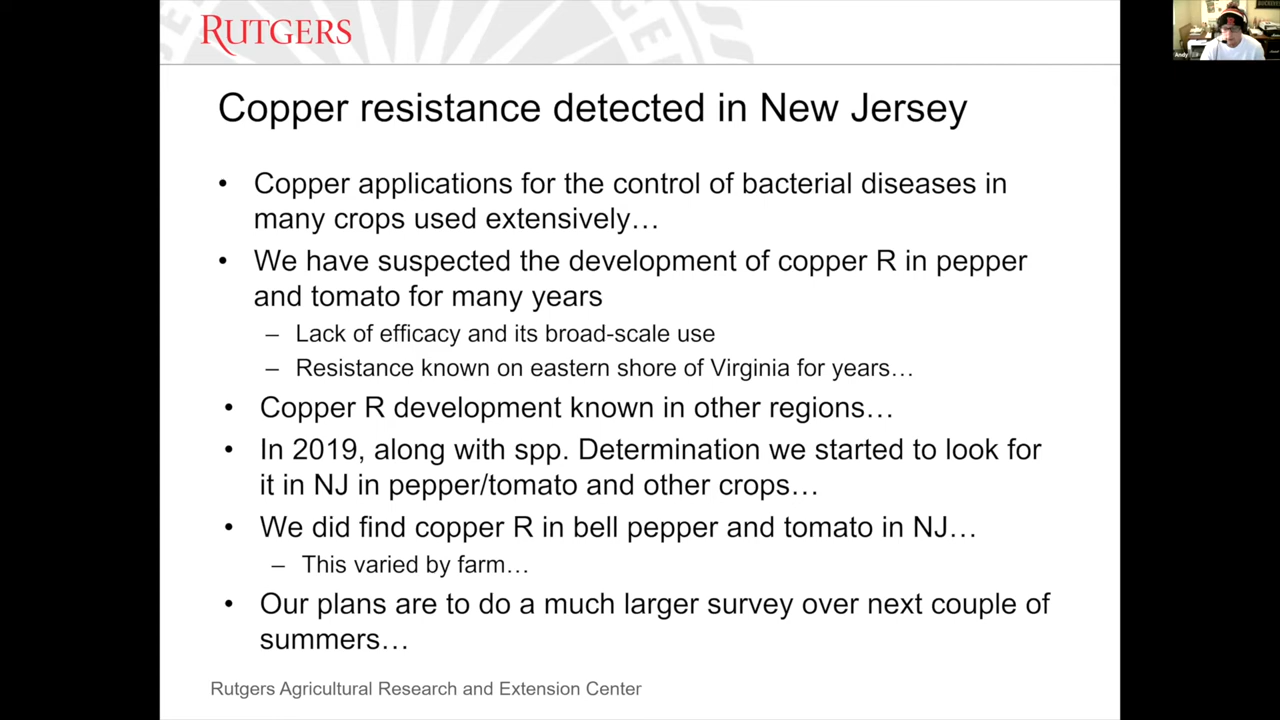 RUTGERS
Andy
Copper resistance detected in New Jersey
• Copper applications for the control of bacterial diseases in
many crops used extensively…
• We have suspected the development of copper R in pepper
and tomato for many years
– Lack of efficacy and its broad-scale use
– Resistance known on eastern shore of Virginia for years…
• Copper R development known in other regions…
• In 2019, along with spp. Determination we started to look for
it in NJ in pepper/tomato and other crops…
• We did find copper R in bell pepper and tomato in NJ…
– This varied by farm…
• Our plans are to do a much larger survey over next couple of
summers…
Rutgers Agricultural Research and Extension Center